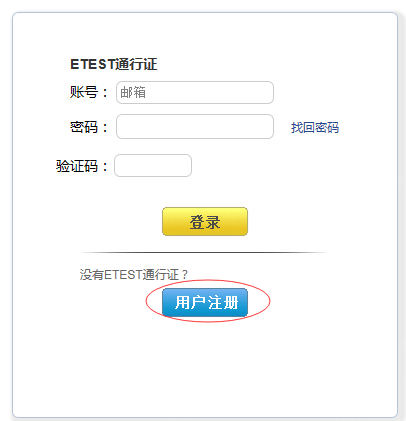 ETEST通行证
账号： 邮箱
密码： 找回密码
验证码：
登录
没有ETEST通行证？
用户注册